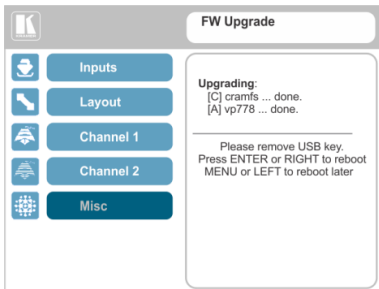 FW Upgrade
Inputs
Layout
Channel 1
Channel 2
Misc
Upgrading:
[C] cramfs ... done.
[A] vp778 ... done.
Please remove USB key.
Press ENTER or RIGHT to reboot
MENU or LEFT to reboot later